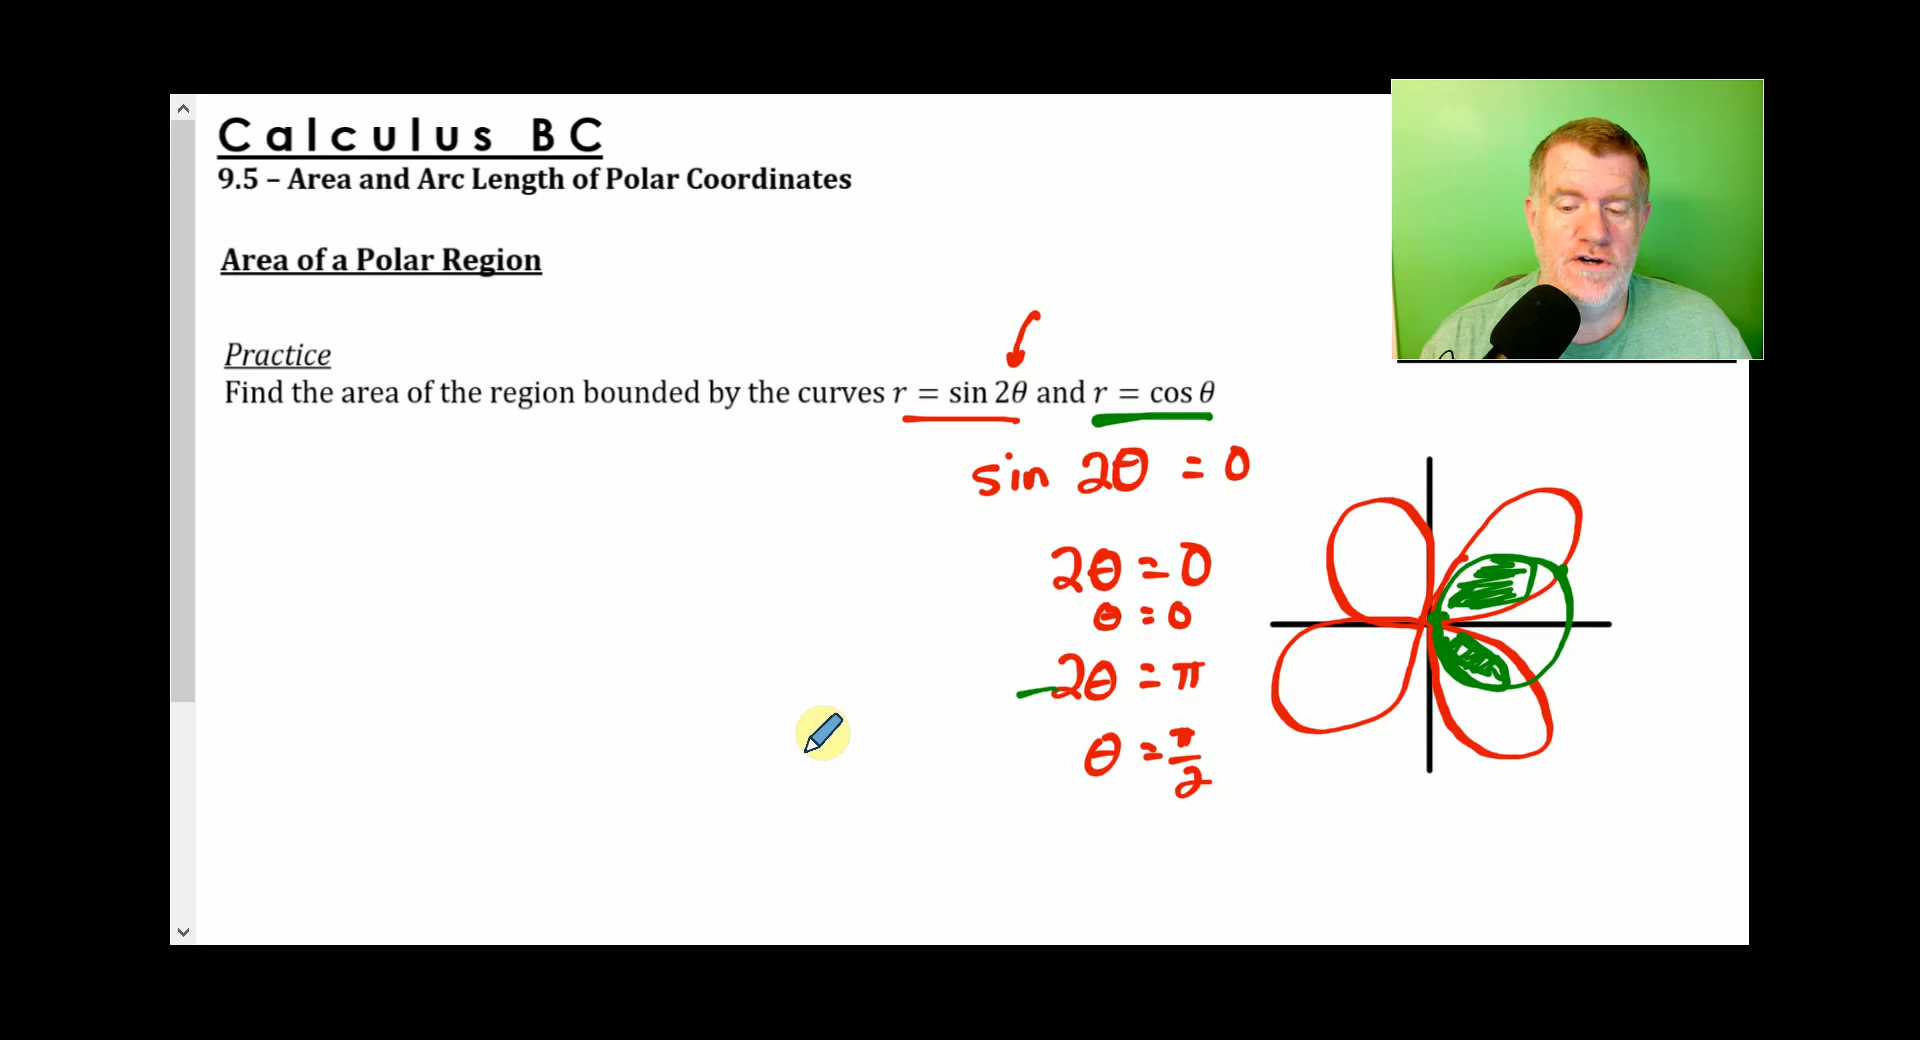 Calculus BC
9.5 – Area and Arc Length of Polar Coordinates
Area of a Polar Region
Practice
Find the area of the region bounded by the curves r = sin 2θ and r = cos θ
sin 2θ = 0
2θ = 0
θ = 0
2θ = π
θ = π/2